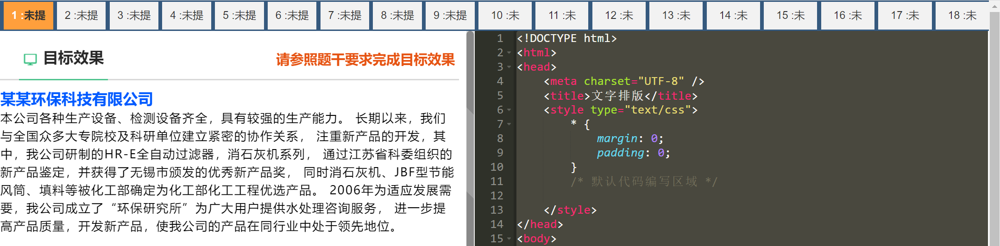 1 :未提 2 :未提 3 :未提 4 :未提 5 :未提 6 :未提 7 :未提 8 :未提 9 :未提 10 :未 11 :未 12 :未 13 :未 14 :未 15 :未 16 :未 17 :未 18 :未
目标效果 请参照题干要求完成目标效果
某某环保科技有限公司
本公司各种生产设备、检测设备齐全，具有较强的生产能力。 长期以来，我们
与全国众多大专院校及科研单位建立紧密的协作关系， 注重新产品的开发，其
中，我公司研制的HR-E全自动过滤器，消石灰机系列， 通过江苏省科委组织的
新产品鉴定，并获得了无锡市颁发的优秀新产品奖， 同时消石灰机、JBF型节能
风筒、填料等被化工部确定为化工部化工工程优选产品。 2006年为适应发展需
要，我公司成立了“环保研究所”为广大用户提供水处理咨询服务， 进一步提
高产品质量，开发新产品，使我公司的产品在同行业中处于领先地位。
1 <!DOCTYPE html>
2 <html>
3 <head>
4 <meta charset="UTF-8" />
5 <title>文字排版</title>
6 <style type="text/css">
7 * {
8 margin: 0;
9 padding: 0;
10 }
11 /* 默认代码编写区域 */
12
13 </style>
14 </head>
15 <body>